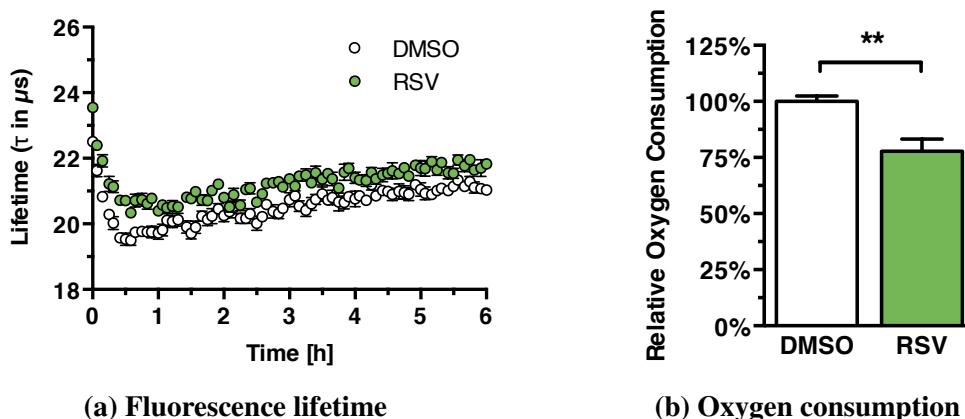 26
24
22
20
18
Lifetime (τ in µs)
DMSO
RSV
0 1 2 3 4 5 6
Time [h]
(a) Fluorescence lifetime
125%
100%
75%
50%
25%
0%
Relative Oxygen Consumption
**
DMSO RSV
(b) Oxygen consumption